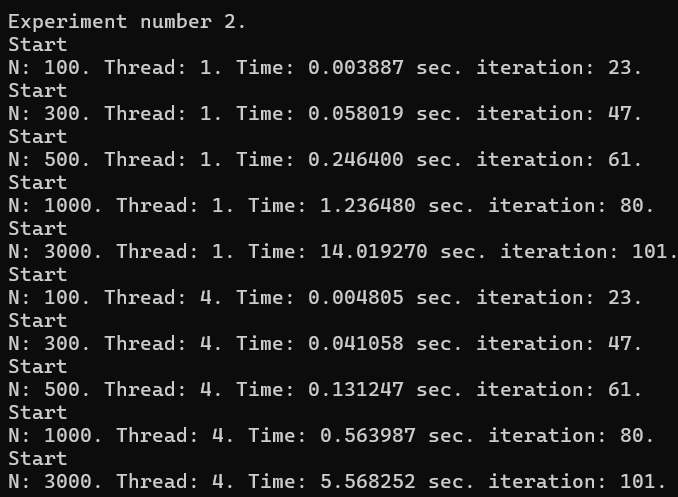 Experiment number 2.
Start
N: 100. Thread: 1. Time: 0.003887 sec. iteration: 23.
Start
N: 300. Thread: 1. Time: 0.058019 sec. iteration: 47.
Start
N: 500. Thread: 1. Time: 0.246400 sec. iteration: 61.
Start
N: 1000. Thread: 1. Time: 1.236480 sec. iteration: 80.
Start
N: 3000. Thread: 1. Time: 14.019270 sec. iteration: 101.
Start
N: 100. Thread: 4. Time: 0.004805 sec. iteration: 23.
Start
N: 300. Thread: 4. Time: 0.041058 sec. iteration: 47.
Start
N: 500. Thread: 4. Time: 0.131247 sec. iteration: 61.
Start
N: 1000. Thread: 4. Time: 0.563987 sec. iteration: 80.
Start
N: 3000. Thread: 4. Time: 5.568252 sec. iteration: 101.